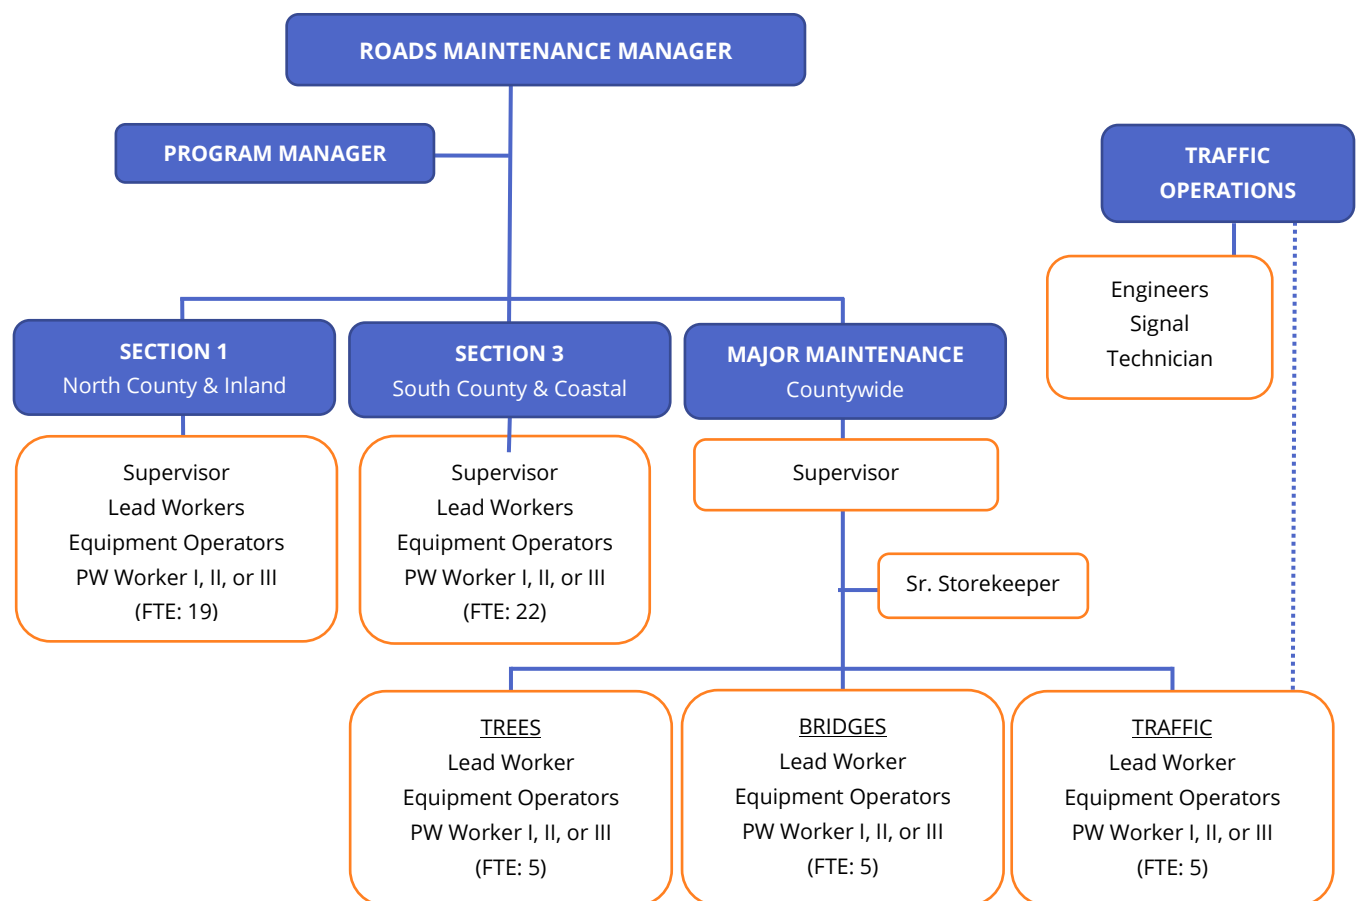 ROADS MAINTENANCE MANAGER
PROGRAM MANAGER
TRAFFIC
OPERATIONS
Engineers
Signal
Technician
SECTION 1
North County & Inland
SECTION 3
South County & Coastal
MAJOR MAINTENANCE
Countywide
Supervisor
Lead Workers
Equipment Operators
PW Worker I, II, or III
(FTE: 19)
Supervisor
Lead Workers
Equipment Operators
PW Worker I, II, or III
(FTE: 22)
Supervisor
Sr. Storekeeper
TREES
Lead Worker
Equipment Operators
PW Worker I, II, or III
(FTE: 5)
BRIDGES
Lead Worker
Equipment Operators
PW Worker I, II, or III
(FTE: 5)
TRAFFIC
Lead Worker
Equipment Operators
PW Worker I, II, or III
(FTE: 5)